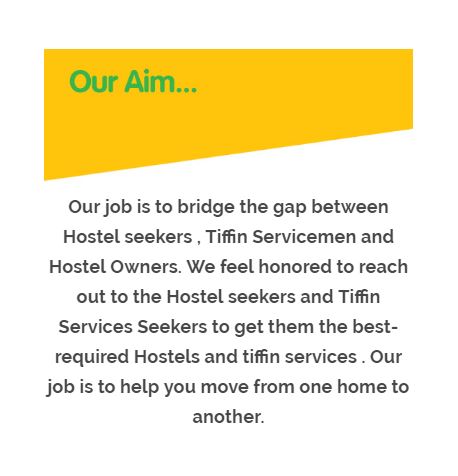 Our Aim...
Our job is to bridge the gap between
Hostel seekers , Tiffin Servicemen and
Hostel Owners. We feel honored to reach
out to the Hostel seekers and Tiffin
Services Seekers to get them the best-
required Hostels and tiffin services . Our
job is to help you move from one home to
another.